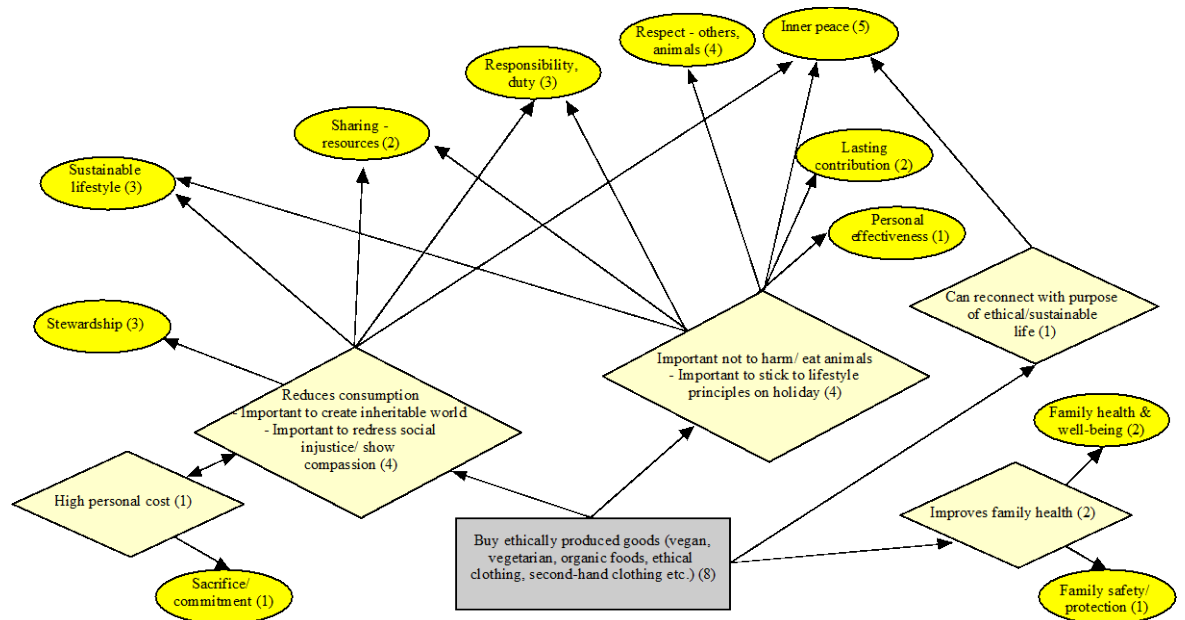 Inner peace (5)
Respect - others,
animals (4)
Responsibility,
duty (3)
Sharing -
resources (2)
Lasting
contribution (2)
Sustainable
lifestyle (3)
Personal
effectiveness (1)
Can reconnect with purpose
of ethical/sustainable
life (1)
Stewardship (3)
Important not to harm/ eat animals
- Important to stick to lifestyle
principles on holiday (4)
Reduces consumption
- Important to create inheritable world
- Important to redress social
injustice/ show
compassion (4)
Family health &
well-being (2)
High personal cost (1)
Improves family health (2)
Buy ethically produced goods (vegan,
vegetarian, organic foods, ethical
clothing, second-hand clothing etc.) (8)
Sacrifice/
commitment (1)
Family safety/
protection (1)